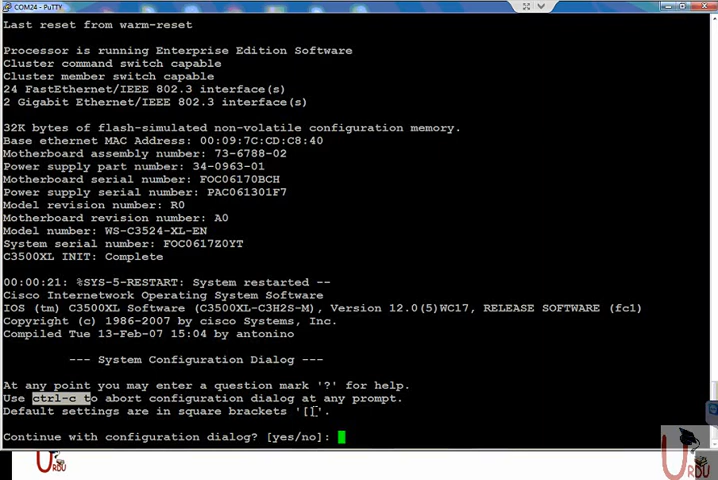 COM24 - PuTTY
Last reset from warm-reset
Processor is running Enterprise Edition Software
Cluster command switch capable
Cluster member switch capable
24 FastEthernet/IEEE 802.3 interface(s)
2 Gigabit Ethernet/IEEE 802.3 interface(s)
32K bytes of flash-simulated non-volatile configuration memory.
Base ethernet MAC Address: 00:09:7C:CD:C8:40
Motherboard assembly number: 73-6788-02
Power supply part number: 34-0963-01
Motherboard serial number: FOC06170BCH
Power supply serial number: PAC061301F7
Model revision number: R0
Motherboard revision number: A0
Model number: WS-C3524-XL-EN
System serial number: FOC0617Z0YT
C3500XL INIT: Complete
00:00:21: %SYS-5-RESTART: System restarted --
Cisco Internetwork Operating System Software
IOS (tm) C3500XL Software (C3500XL-C3H2S-M), Version 12.0(5)WC17, RELEASE SOFTWARE (fc1)
Copyright (c) 1986-2007 by cisco Systems, Inc.
Compiled Tue 13-Feb-07 15:04 by antonino
--- System Configuration Dialog ---
At any point you may enter a question mark '?' for help.
Use ctrl-c to abort configuration dialog at any prompt.
Default settings are in square brackets '[]'.
Continue with configuration dialog? [yes/no]:
URDU
URDU